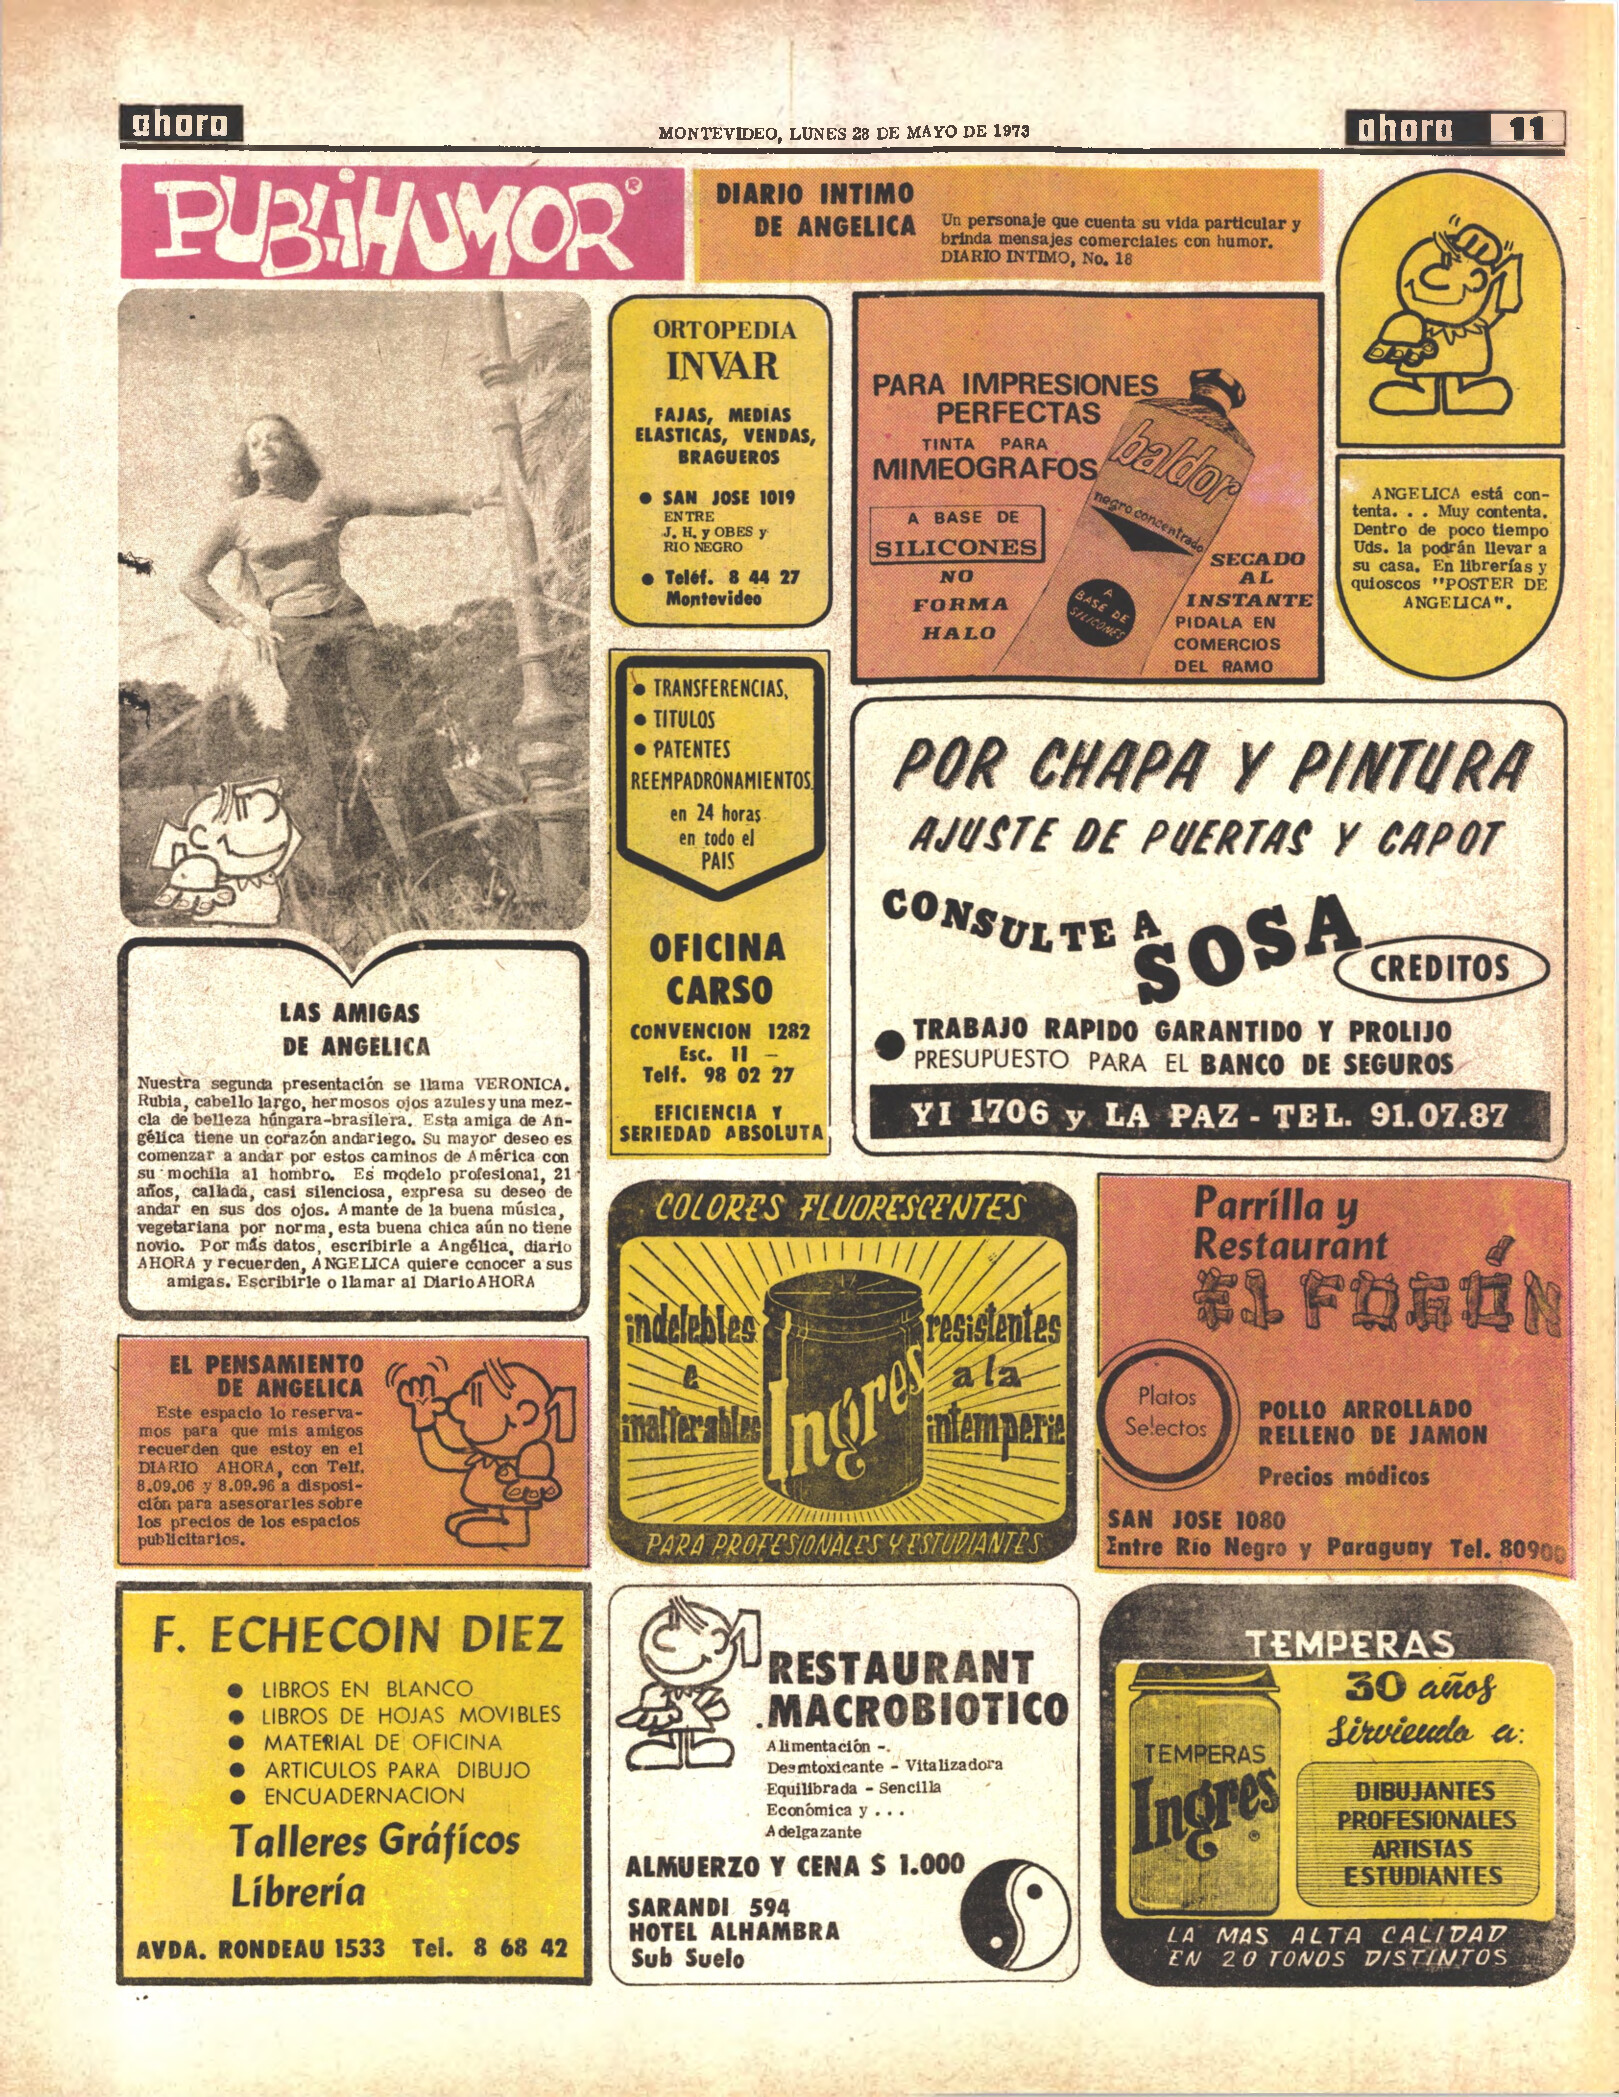 ahora
MONTEVIDEO, LUNES 28 DE MAYO DE 1973
ahora 11
PUBLIHUMOR®
DIARIO INTIMO
DE ANGELICA
Un personaje que cuenta su vida particular y
brinda mensajes comerciales con humor.
DIARIO INTIMO, No. 18
ORTOPEDIA
INVAR
FAJAS, MEDIAS
ELASTICAS, VENDAS,
BRAGUEROS
● SAN JOSE 1019
ENTRE
J. H. y OBES y
RIO NEGRO
● Teléf. 8 44 27
Montevideo
PARA IMPRESIONES
PERFECTAS
TINTA PARA
MIMEOGRAFOS
A BASE DE
SILICONES
NO
FORMA
HALO
baldor
negro concentrado
A
BASE DE
SILICONES
SECADO
AL
INSTANTE
PIDALA EN
COMERCIOS
DEL RAMO
ANGELICA está con-
tenta. . . Muy contenta.
Dentro de poco tiempo
Uds. la podrán llevar a
su casa. En librerías y
quioscos "POSTER DE
ANGELICA".
● TRANSFERENCIAS,
● TITULOS
● PATENTES
REEMPADRONAMIENTOS
en 24 horas
en todo el
PAIS
OFICINA
CARSO
CONVENCION 1282
Esc. 11 –
Telf. 98 02 27
EFICIENCIA Y
SERIEDAD ABSOLUTA
POR CHAPA Y PINTURA
AJUSTE DE PUERTAS Y CAPOT
CONSULTE A
SOSA
CREDITOS
● TRABAJO RAPIDO GARANTIDO Y PROLIJO
PRESUPUESTO PARA EL BANCO DE SEGUROS
YI 1706 y LA PAZ - TEL. 91.07.87
LAS AMIGAS
DE ANGELICA
Nuestra segunda presentación se llama VERONICA.
Rubia, cabello largo, hermosos ojos azules y una mez-
cla de belleza húngara-brasilera. Esta amiga de An-
gélica tiene un corazón andariego. Su mayor deseo es
comenzar a andar por estos caminos de América con
su mochila al hombro. Es modelo profesional, 21
años, callada, casi silenciosa, expresa su deseo de
andar en sus dos ojos. Amante de la buena música,
vegetariana por norma, esta buena chica aún no tiene
novio. Por más datos, escribirle a Angélica, diario
AHORA y recuerden, ANGELICA quiere conocer a sus
amigas. Escribirle o llamar al Diario AHORA
EL PENSAMIENTO
DE ANGELICA
Este espacio lo reserva-
mos para que mis amigos
recuerden que estoy en el
DIARIO AHORA, con Telf.
8.09.06 y 8.09.96 a disposi-
ción para asesorarles sobre
los precios de los espacios
publicitarios.
COLORES FLUORESCENTES
indelebles
e
inalterables
Ingres
resistentes
a la
intemperie
PARA PROFESIONALES Y ESTUDIANTES
Parrilla y
Restaurant
EL FOGÓN
Platos
Selectos
POLLO ARROLLADO
RELLENO DE JAMON
Precios módicos
SAN JOSE 1080
Entre Río Negro y Paraguay Tel. 80900
F. ECHECOIN DIEZ
● LIBROS EN BLANCO
● LIBROS DE HOJAS MOVIBLES
● MATERIAL DE OFICINA
● ARTICULOS PARA DIBUJO
● ENCUADERNACION
Talleres Gráficos
Librería
AVDA. RONDEAU 1533 Tel. 8 68 42
RESTAURANT
MACROBIOTICO
Alimentación -.
Desmtoxicante - Vitalizadora
Equilibrada - Sencilla
Económica y . . .
Adelgazante
ALMUERZO Y CENA $ 1.000
SARANDI 594
HOTEL ALHAMBRA
Sub Suelo
TEMPERAS
30 años
sirviendo a:
TEMPERAS
Ingres
®
DIBUJANTES
PROFESIONALES
ARTISTAS
ESTUDIANTES
LA MAS ALTA CALIDAD
EN 20 TONOS DISTINTOS